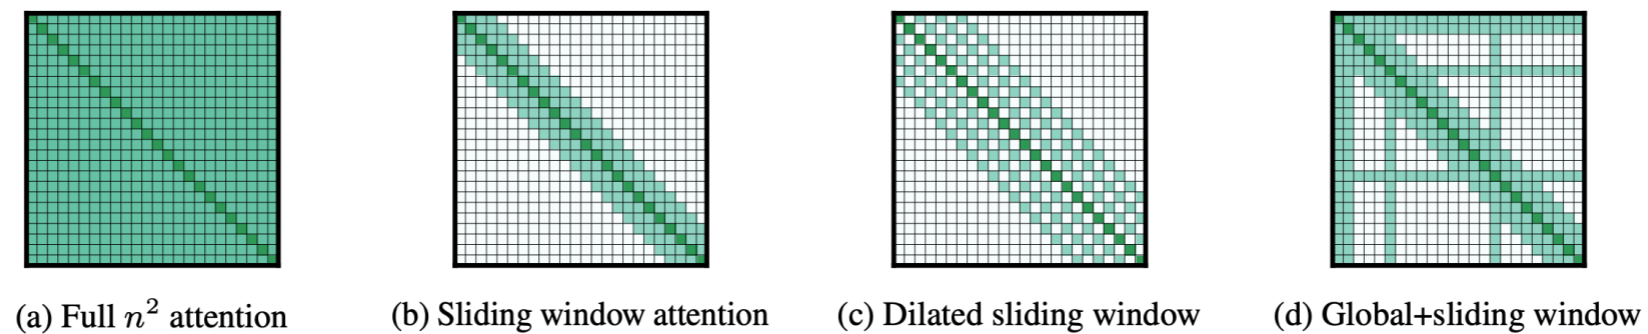 (a) Full n² attention
(b) Sliding window attention
(c) Dilated sliding window
(d) Global+sliding window